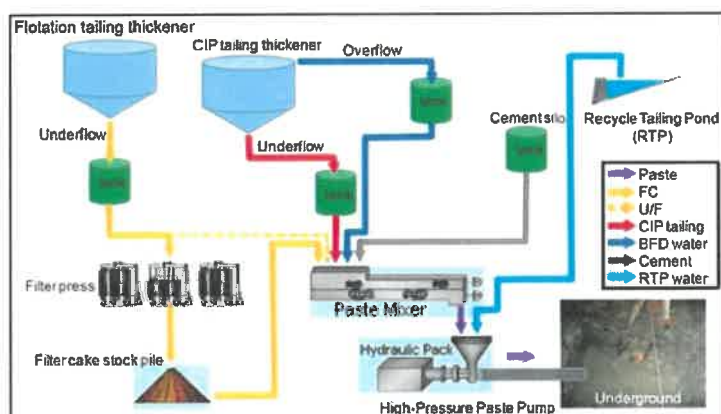 Flotation tailing thickener
CIP tailing thickener
Overflow
Underflow
Underflow
Cement silo
Recycle Tailing Pond
(RTP)
Paste
FC
U/F
CIP tailing
BFD water
Cement
RTP water
Filter press
Paste Mixer
Filter cake stock pile
Hydraulic Pack
High-Pressure Paste Pump
Underground